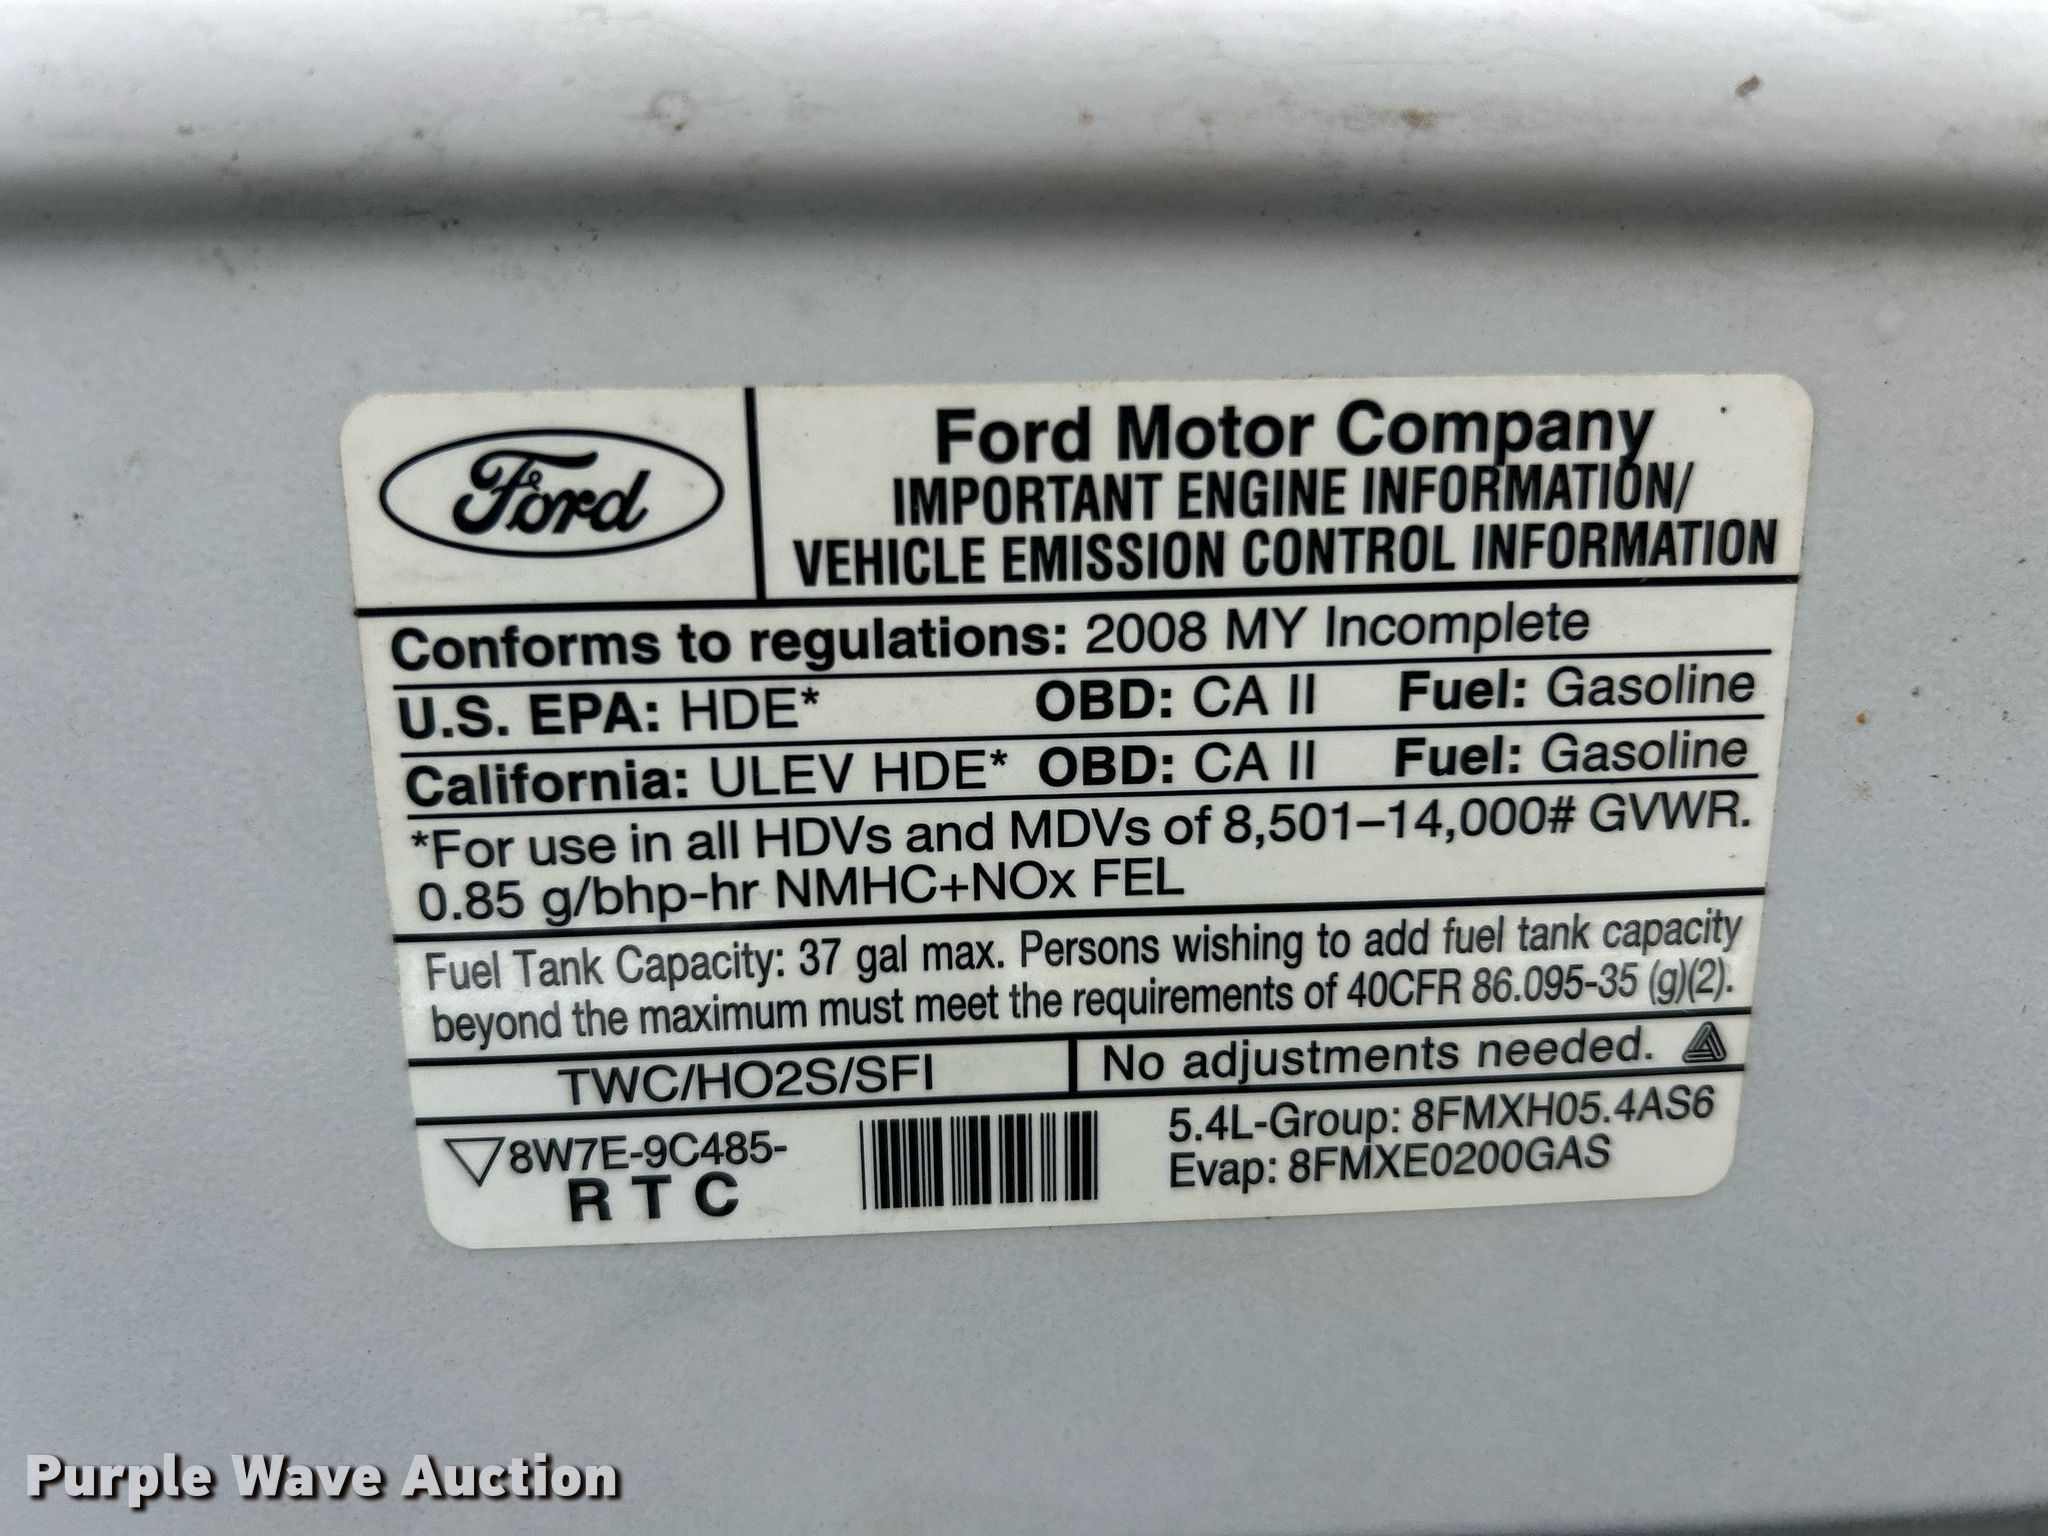 Ford
Ford Motor Company
IMPORTANT ENGINE INFORMATION/
VEHICLE EMISSION CONTROL INFORMATION
Conforms to regulations: 2008 MY Incomplete
U.S. EPA: HDE* OBD: CA II Fuel: Gasoline
California: ULEV HDE* OBD: CA II Fuel: Gasoline
*For use in all HDVs and MDVs of 8,501–14,000# GVWR.
0.85 g/bhp-hr NMHC+NOx FEL
Fuel Tank Capacity: 37 gal max. Persons wishing to add fuel tank capacity
beyond the maximum must meet the requirements of 40CFR 86.095-35 (g)(2).
TWC/HO2S/SFI No adjustments needed.
8W7E-9C485-
R T C
5.4L-Group: 8FMXH05.4AS6
Evap: 8FMXE0200GAS
Purple Wave Auction